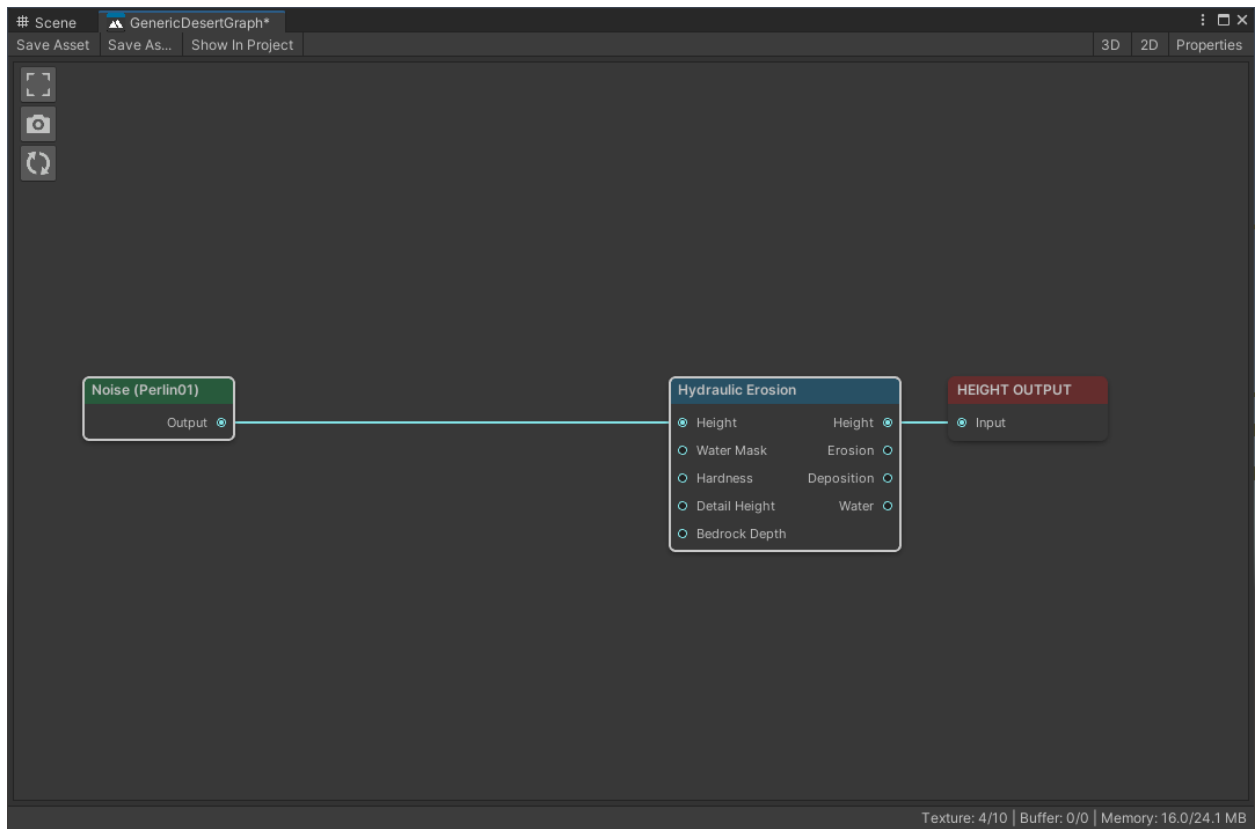 # Scene GenericDesertGraph*
Save Asset Save As... Show In Project 3D 2D Properties
Noise (Perlin01)
Output
Hydraulic Erosion
Height Height
Water Mask Erosion
Hardness Deposition
Detail Height Water
Bedrock Depth
HEIGHT OUTPUT
Input
Texture: 4/10 | Buffer: 0/0 | Memory: 16.0/24.1 MB